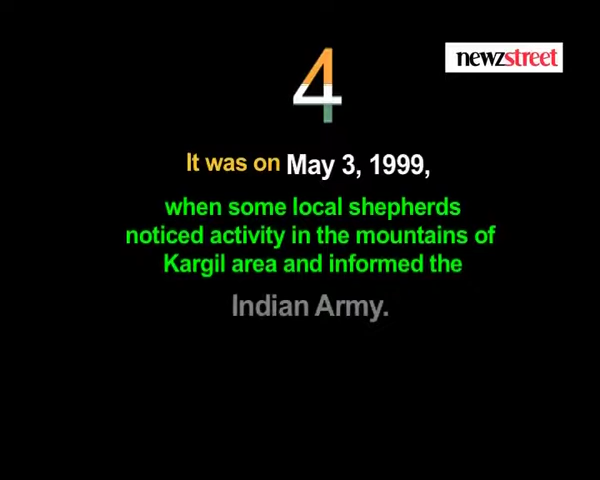 newzstreet
4
It was on May 3, 1999,
when some local shepherds
noticed activity in the mountains of
Kargil area and informed the
Indian Army.